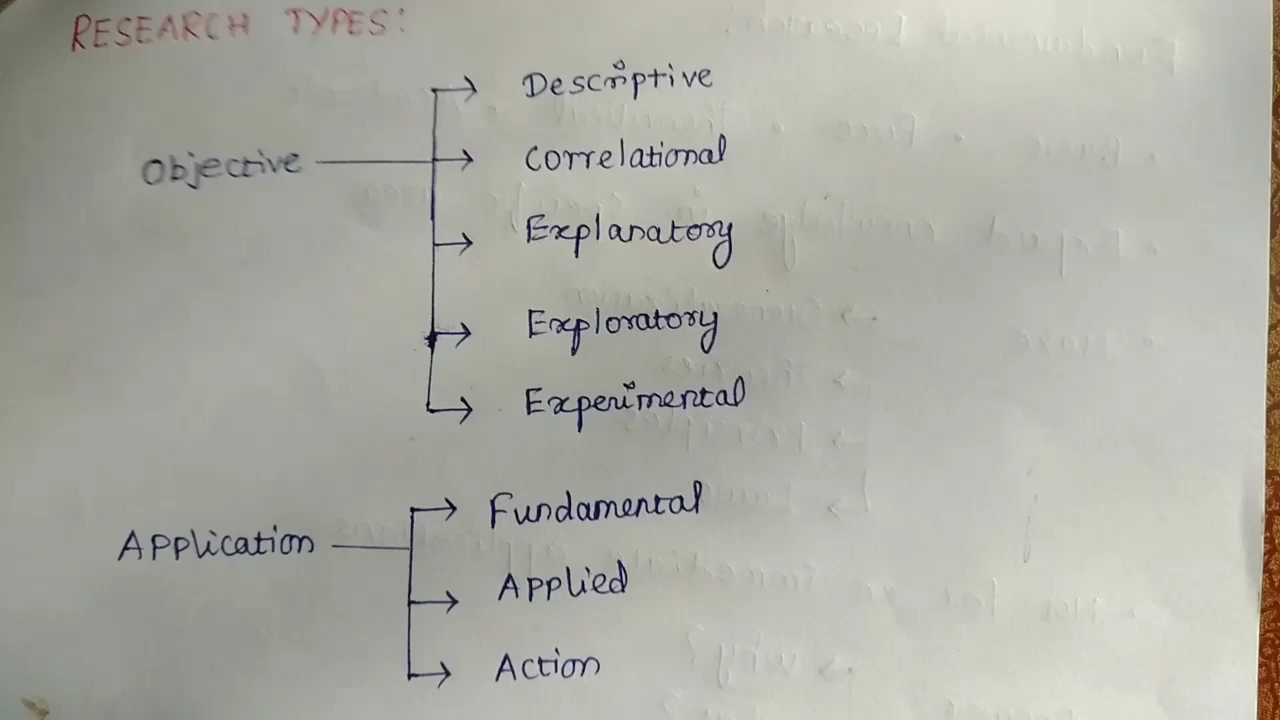 RESEARCH TYPES:
Descriptive
Objective
Correlational
Explanatory
Exploratory
Experimental
Fundamental
Application
Applied
Action